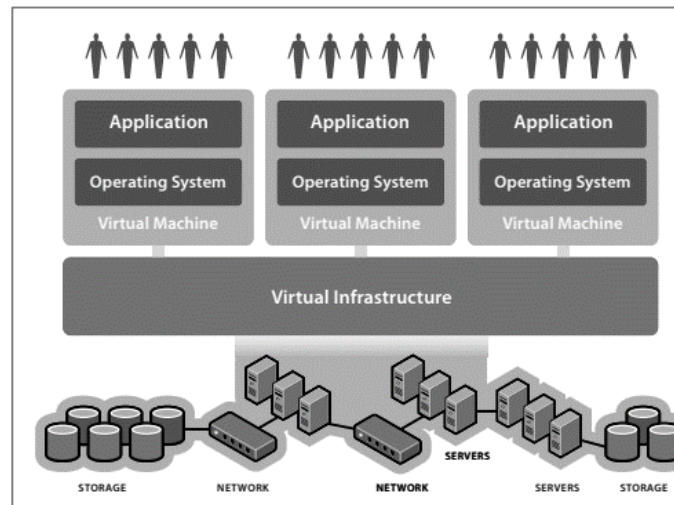 Application
Operating System
Virtual Machine
Application
Operating System
Virtual Machine
Application
Operating System
Virtual Machine
Virtual Infrastructure
SERVERS
STORAGE
NETWORK
NETWORK
SERVERS
STORAGE